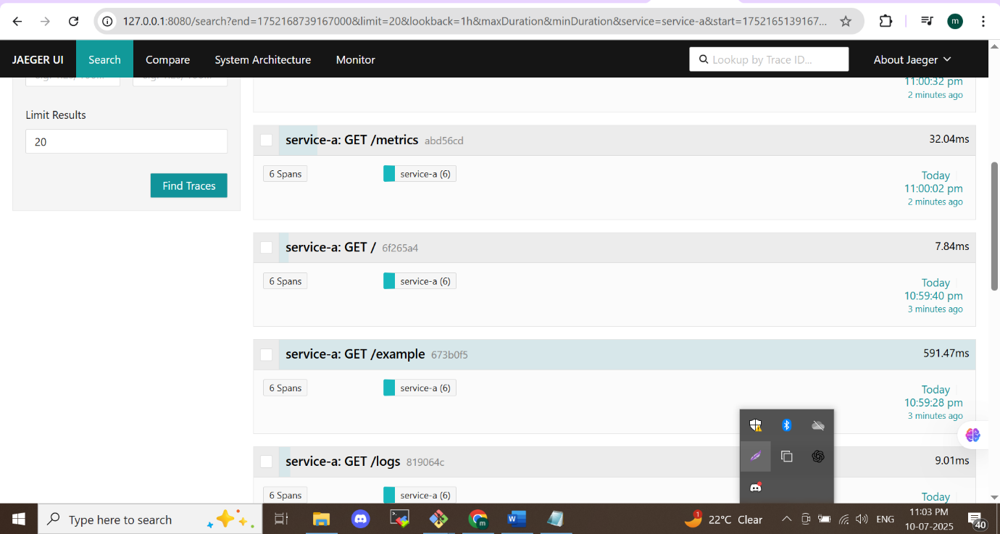 127.0.0.1:8080/search?end=1752168739167000&limit=20&lookback=1h&maxDuration&minDuration&service=service-a&start=1752165139167...
m
JAEGER UI
Search
Compare
System Architecture
Monitor
Lookup by Trace ID...
About Jaeger
11:00:32 pm
2 minutes ago
Limit Results
20
Find Traces
service-a: GET /metrics abd56cd
32.04ms
6 Spans
service-a (6)
Today
11:00:02 pm
2 minutes ago
service-a: GET / 6f265a4
7.84ms
6 Spans
service-a (6)
Today
10:59:40 pm
3 minutes ago
service-a: GET /example 673b0f5
591.47ms
6 Spans
service-a (6)
Today
10:59:28 pm
3 minutes ago
service-a: GET /logs 819064c
9.01ms
6 Spans
service-a (6)
Today
Type here to search
m
1
22°C Clear
ENG
11:03 PM
10-07-2025
40